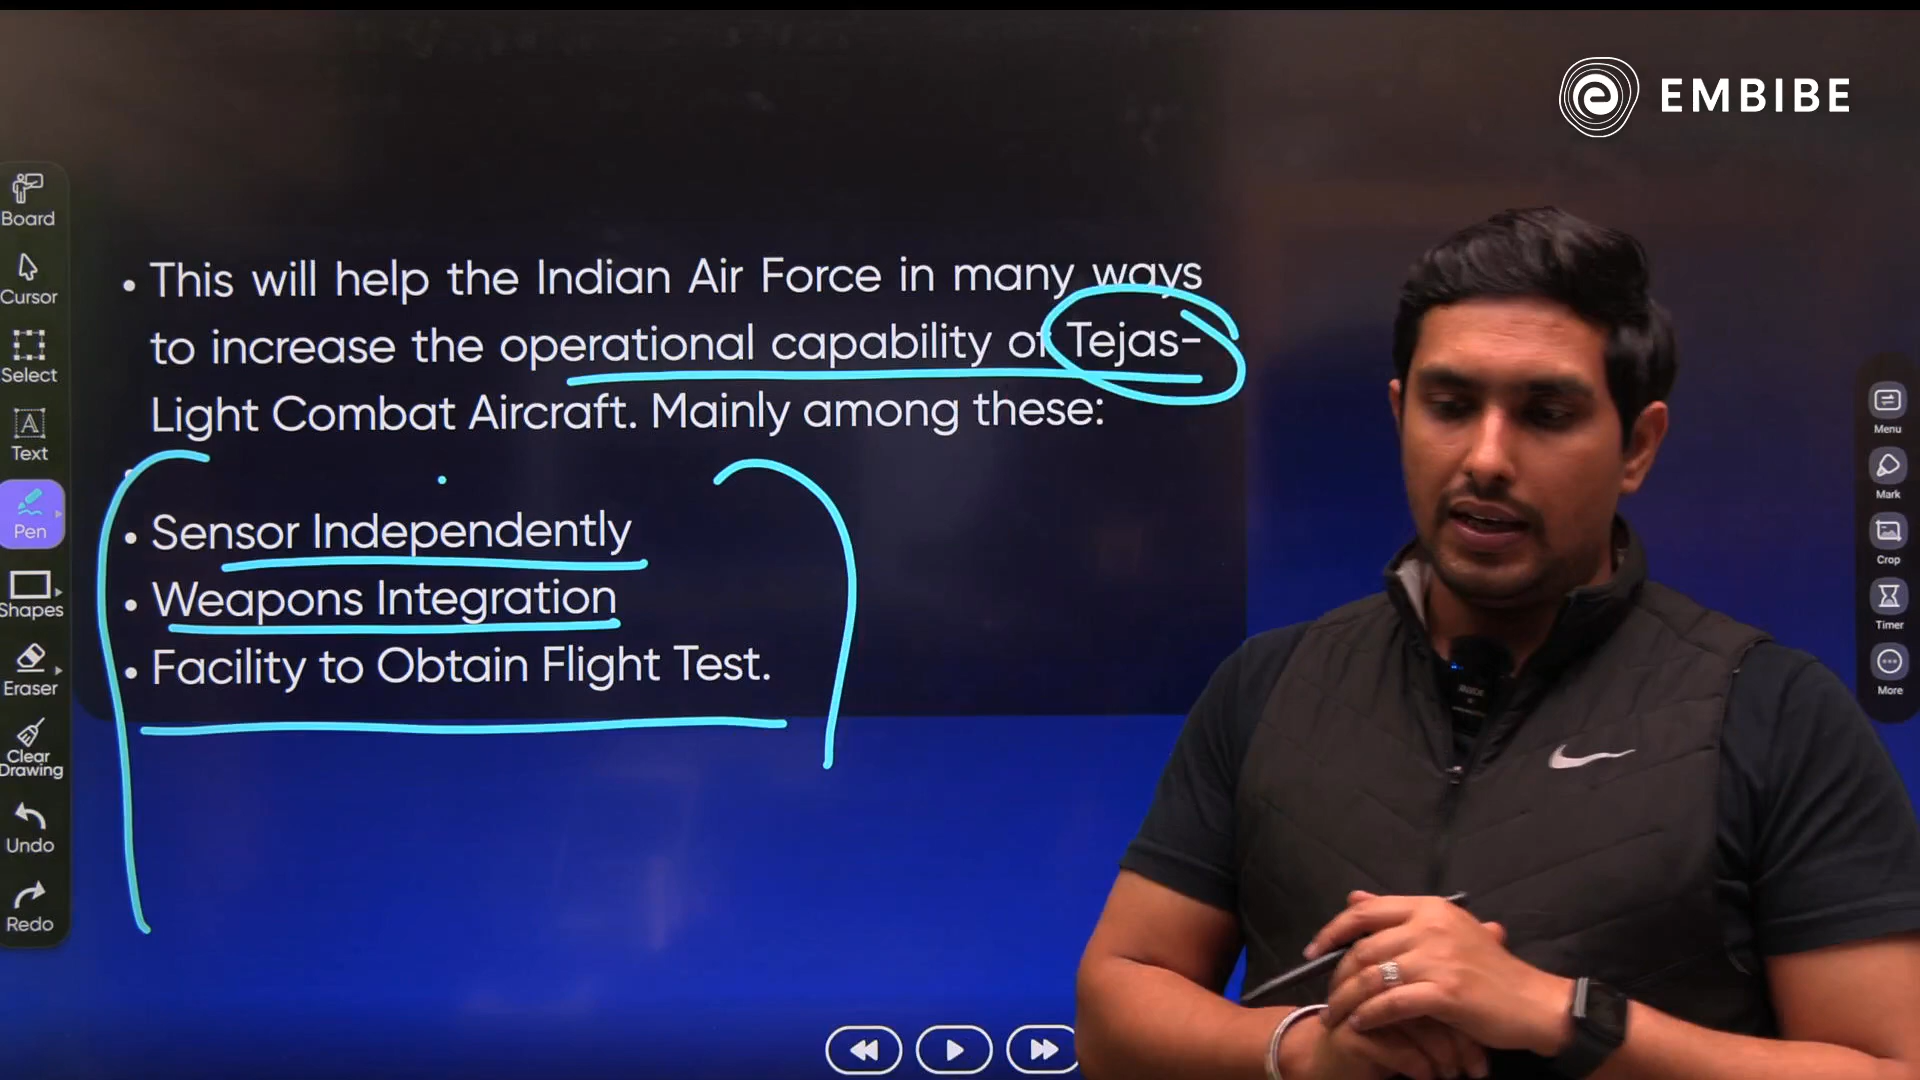 EMBIBE
Board
Cursor
Select
Text
Pen
Shapes
Eraser
Clear
Drawing
Undo
Redo
• This will help the Indian Air Force in many ways
to increase the operational capability of Tejas-
Light Combat Aircraft. Mainly among these:
•
• Sensor Independently
• Weapons Integration
• Facility to Obtain Flight Test.
Menu
Mark
Crop
Timer
More